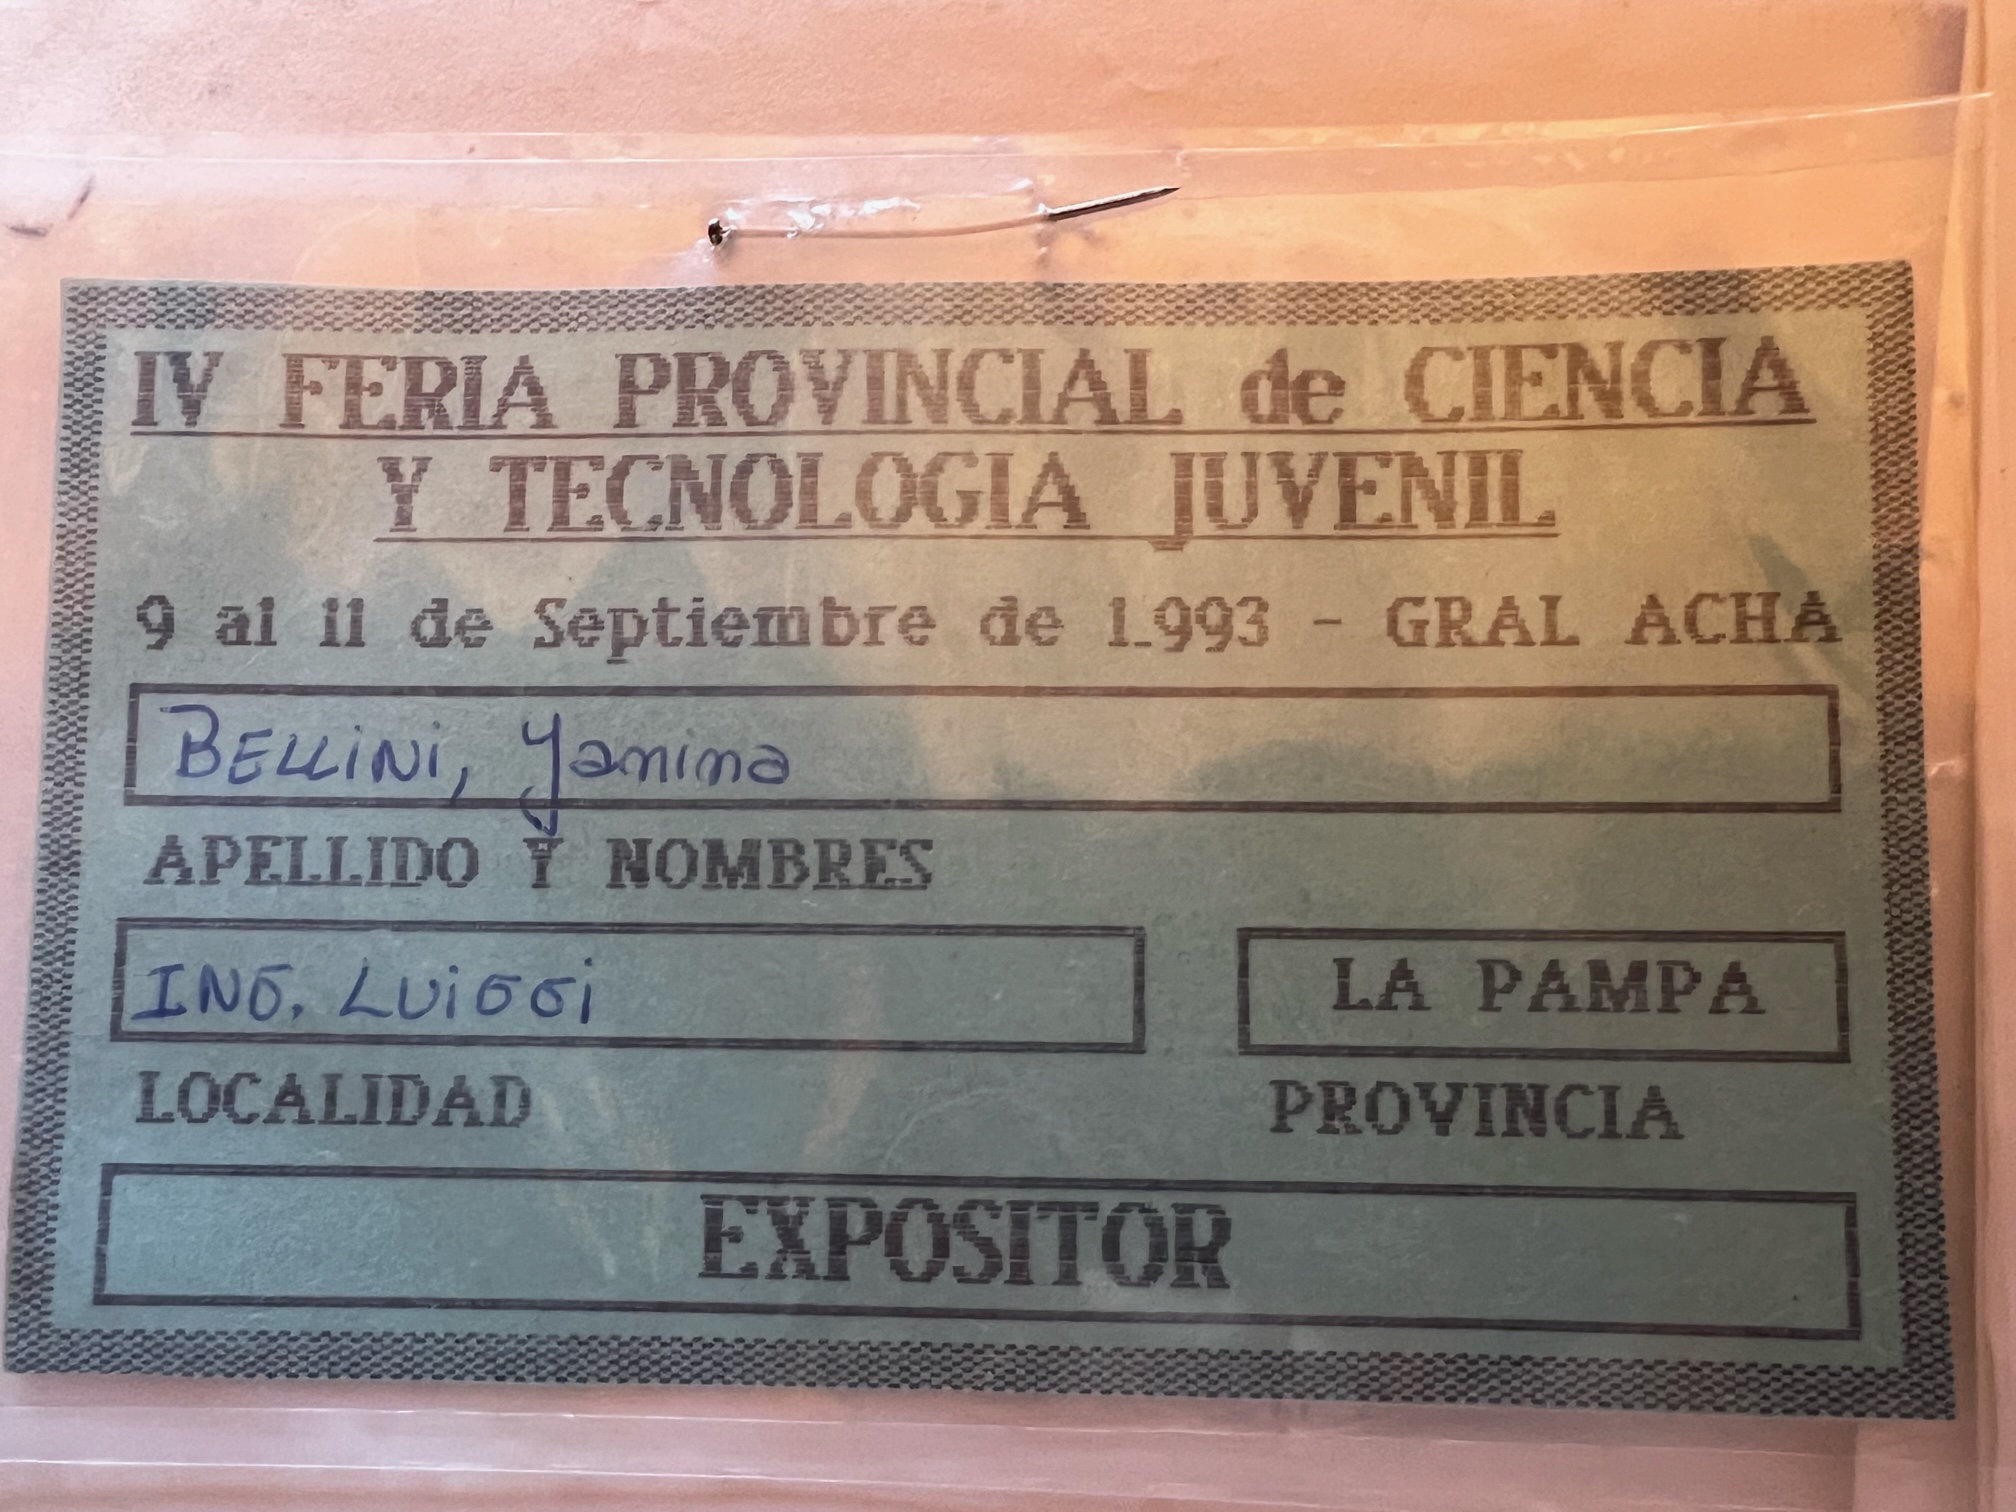 IV FERIA PROVINCIAL de CIENCIA
Y TECNOLOGIA JUVENIL
9 al 11 de Septiembre de 1.993 - GRAL ACHA
BELLINI, Yanina
APELLIDO Y NOMBRES
ING. LUIGGI
LA PAMPA
LOCALIDAD
PROVINCIA
EXPOSITOR